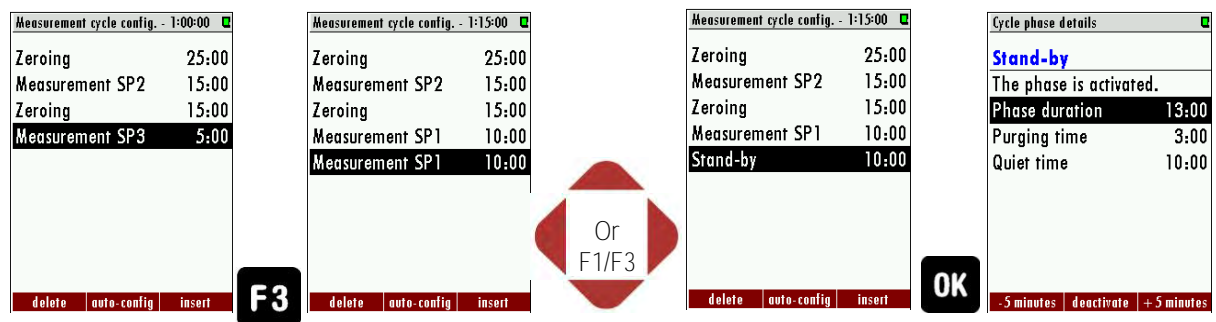 Measurement cycle config. - 1:00:00
Zeroing 25:00
Measurement SP2 15:00
Zeroing 15:00
Measurement SP3 5:00
delete auto-config insert
F3
Measurement cycle config. - 1:15:00
Zeroing 25:00
Measurement SP2 15:00
Zeroing 15:00
Measurement SP1 10:00
Measurement SP1 10:00
delete auto-config insert
Or
F1/F3
Measurement cycle config. - 1:15:00
Zeroing 25:00
Measurement SP2 15:00
Zeroing 15:00
Measurement SP1 10:00
Stand-by 10:00
delete auto-config insert
OK
Cycle phase details
Stand-by
The phase is activated.
Phase duration 13:00
Purging time 3:00
Quiet time 10:00
-5 minutes deactivate +5 minutes